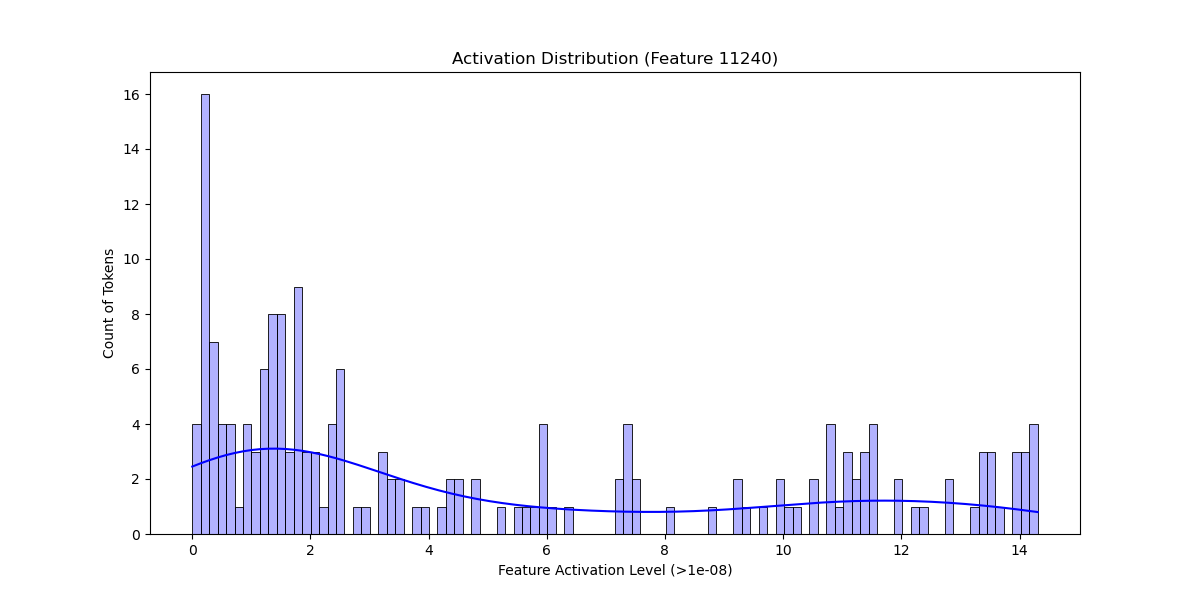 Activation Distribution (Feature 11240)
16
14
12
10
8
6
4
2
0
Count of Tokens
0 2 4 6 8 10 12 14
Feature Activation Level (>1e-08)